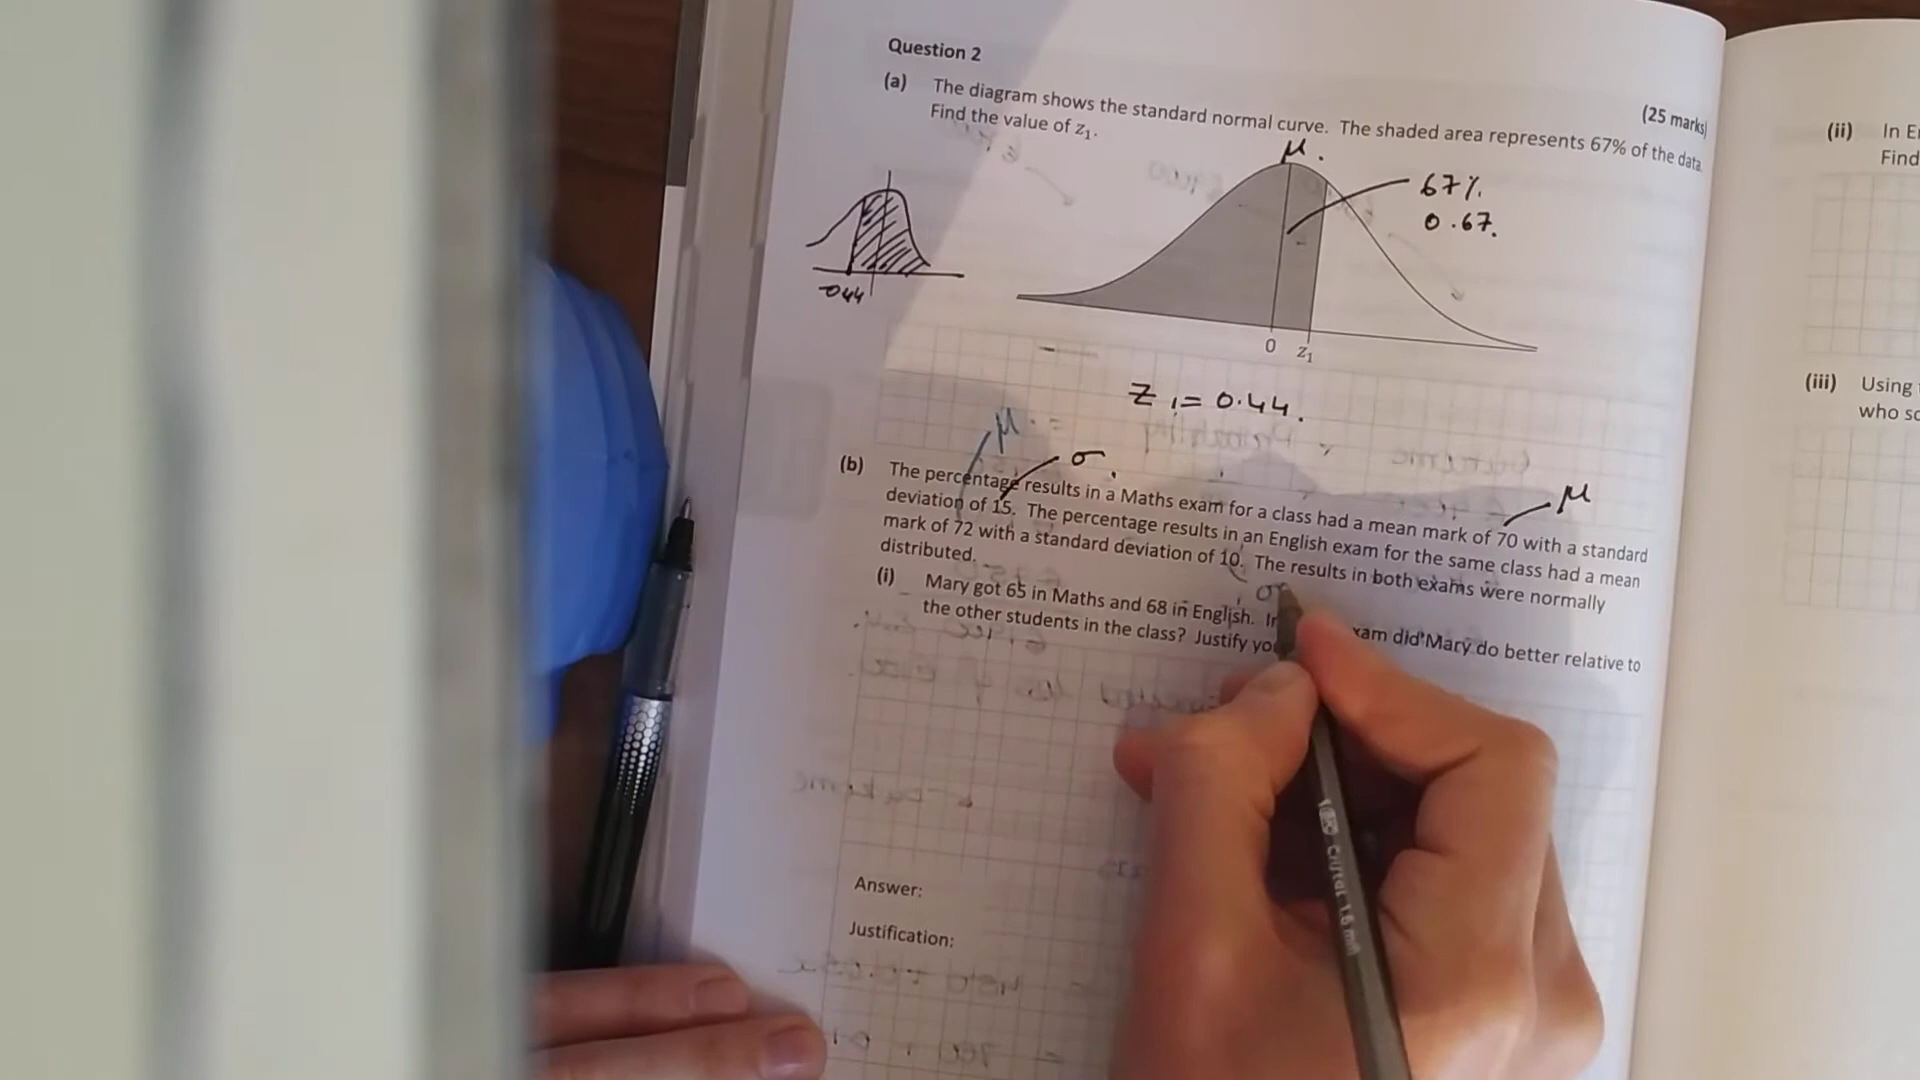 Question 2
(25 marks)
(a) The diagram shows the standard normal curve. The shaded area represents 67% of the data.
Find the value of z₁.
μ.
67%.
0.67.
-0.44
0 z₁
Z₁ = 0.44.
μ.
σ.
μ
(b) The percentage results in a Maths exam for a class had a mean mark of 70 with a standard
deviation of 15. The percentage results in an English exam for the same class had a mean
mark of 72 with a standard deviation of 10. The results in both exams were normally
distributed.
σ
(i) Mary got 65 in Maths and 68 in English. In xam did Mary do better relative to
the other students in the class? Justify yo
Answer:
Justification:
(ii) In E
Find
(iii) Using
who sc
Cristal 1.6 mm